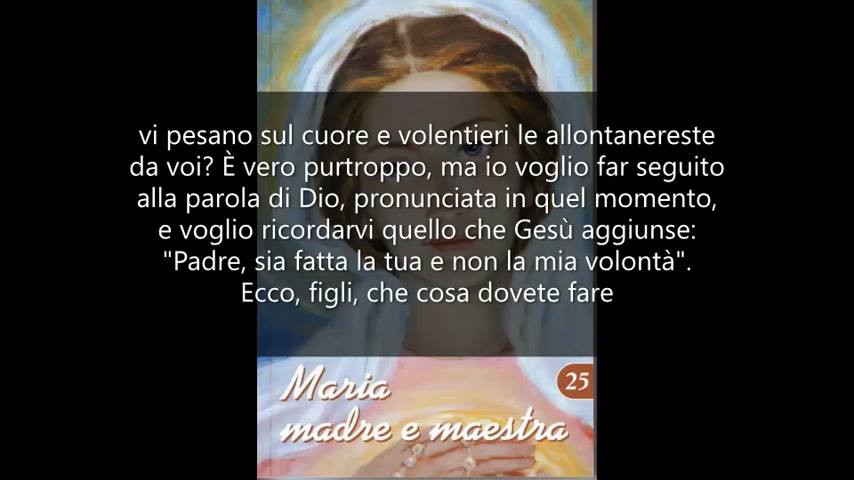 vi pesano sul cuore e volentieri le allontanereste
da voi? È vero purtroppo, ma io voglio far seguito
alla parola di Dio, pronunciata in quel momento,
e voglio ricordarvi quello che Gesù aggiunse:
"Padre, sia fatta la tua e non la mia volontà".
Ecco, figli, che cosa dovete fare
25
Maria
madre e maestra